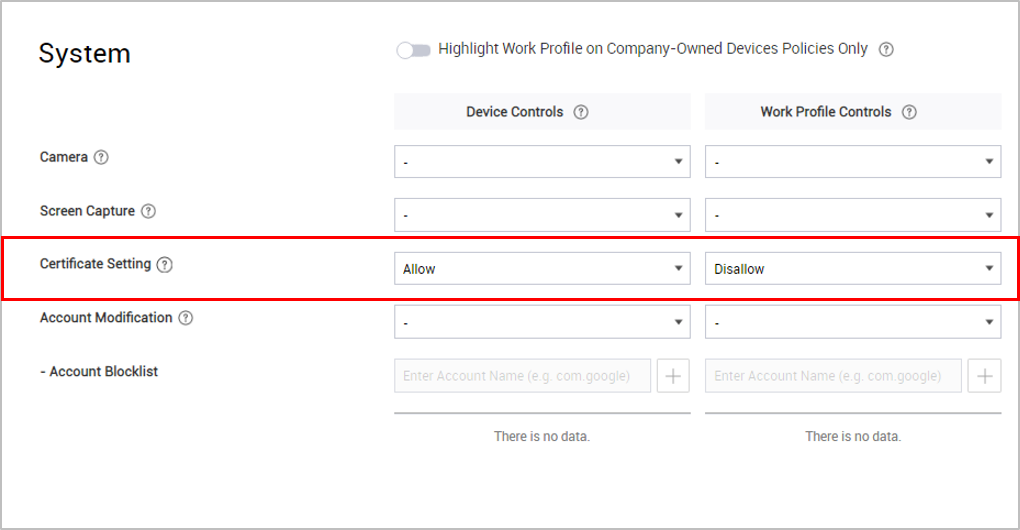 System
Highlight Work Profile on Company-Owned Devices Policies Only ?
Device Controls ? Work Profile Controls ?
Camera ? - -
Screen Capture ? - -
Certificate Setting ? Allow Disallow
Account Modification ? - -
- Account Blocklist Enter Account Name (e.g. com.google) + Enter Account Name (e.g. com.google) +
There is no data. There is no data.